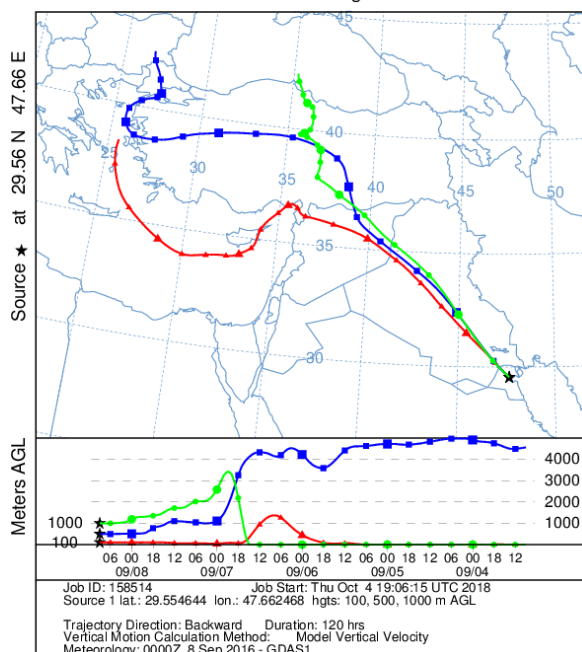 Source ★ at 29.56 N 47.66 E
45
40
35
30
25
30
35
40
45
50
Meters AGL
4000
3000
2000
1000
1000
100
06 00 18 12 06 00 18 12 06 00 18 12 06 00 18 12 06 00 18 12
09/08 09/07 09/06 09/05 09/04
Job ID: 158514 Job Start: Thu Oct 4 19:06:15 UTC 2018
Source 1 lat.: 29.554644 lon.: 47.662468 hgts: 100, 500, 1000 m AGL
Trajectory Direction: Backward Duration: 120 hrs
Vertical Motion Calculation Method: Model Vertical Velocity
Meteorology: 0000Z 8 Sep 2016 - GDAS1